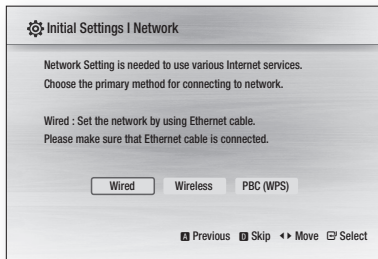 Initial Settings I Network
Network Setting is needed to use various Internet services.
Choose the primary method for connecting to network.
Wired : Set the network by using Ethernet cable.
Please make sure that Ethernet cable is connected.
Wired Wireless PBC (WPS)
A Previous D Skip Move Select